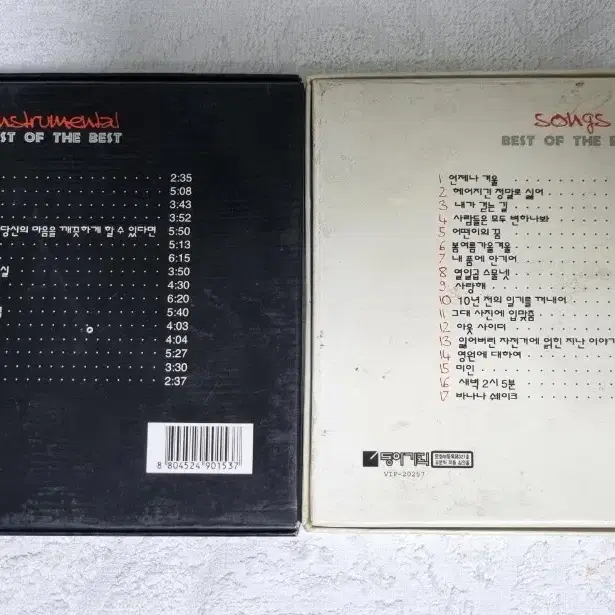 instrumental
ST OF THE BEST
2:35
5:08
3:43
3:52
당신의 마음을 깨끗하게 할 수 있다면 5:50
5:13
6:15
실 3:50
4:30
6:20
5:40
4:03
4:04
5:27
3:30
2:37
8 804524 901537
songs
BEST OF THE B
1 언제나 겨울
2 헤어지긴 정말로 싫어
3 내가 걷는 길
4 사람들은 모두 변하나봐
5 어떤이의 꿈
6 봄여름가을겨울
7 내 품에 안기어
8 열일곱 스물넷
9 사랑해
10 10년 전의 일기를 꺼내어
11 그대 사진에 입맞춤
12 아웃 사이더
13 잃어버린 자전거에 얽힌 지난 이야기
14 영원에 대하여
15 미인
16 새벽 2시 5분
17 바나나 쉐이크
동아기획
VIP-20257